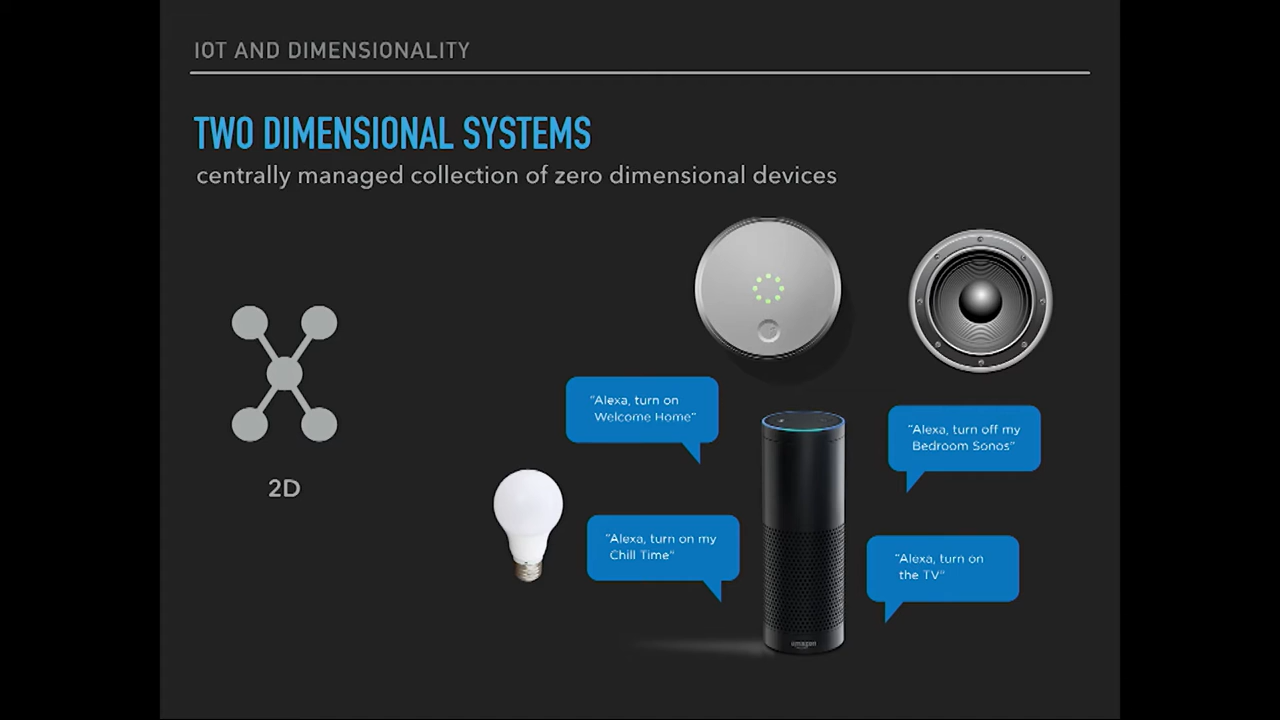 IOT AND DIMENSIONALITY
TWO DIMENSIONAL SYSTEMS
centrally managed collection of zero dimensional devices
"Alexa, turn on
Welcome Home"
"Alexa, turn off my
Bedroom Sonos"
2D
"Alexa, turn on my
Chill Time"
"Alexa, turn on
the TV"
amazon